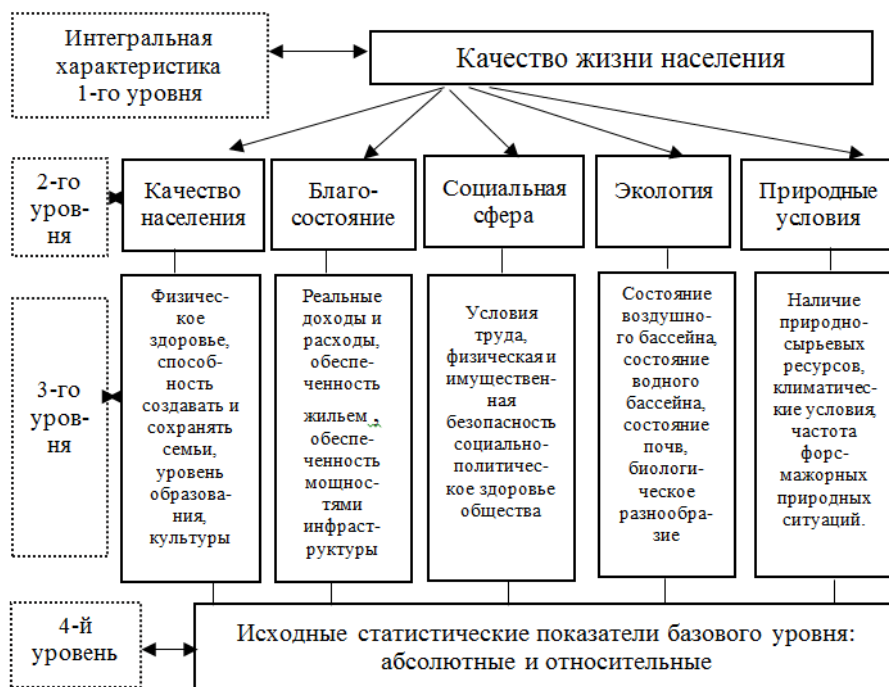 Интегральная
характеристика
1-го уровня
Качество жизни населения
2-го
уров-
ня
Качество
населения
Благо-
состояние
Социальная
сфера
Экология
Природные
условия
3-го
уров-
ня
Физичес-
кое
здоровье,
способ-
ность
создавать и
сохранять
семьи,
уровень
образова-
ния,
культуры
Реальные
доходы и
расходы,
обеспе-
ченность
жильем ,
обеспе-
ченность
мощнос-
тями
инфраст-
руктуры
Условия
труда,
физическая и
имуществен-
ная
безопасность
социально-
политичес-
кое здоровье
общества
Состояние
воздушно-
го бассейна,
состояние
водного
бассейна,
состояние
почв,
биологи-
ческое
разнообра-
зие
Наличие
природно-
сырьевых
ресурсов,
климатичес-
кие условия,
частота
форс-
мажорных
природных
ситуаций.
4-й
уровень
Исходные статистические показатели базового уровня:
абсолютные и относительные